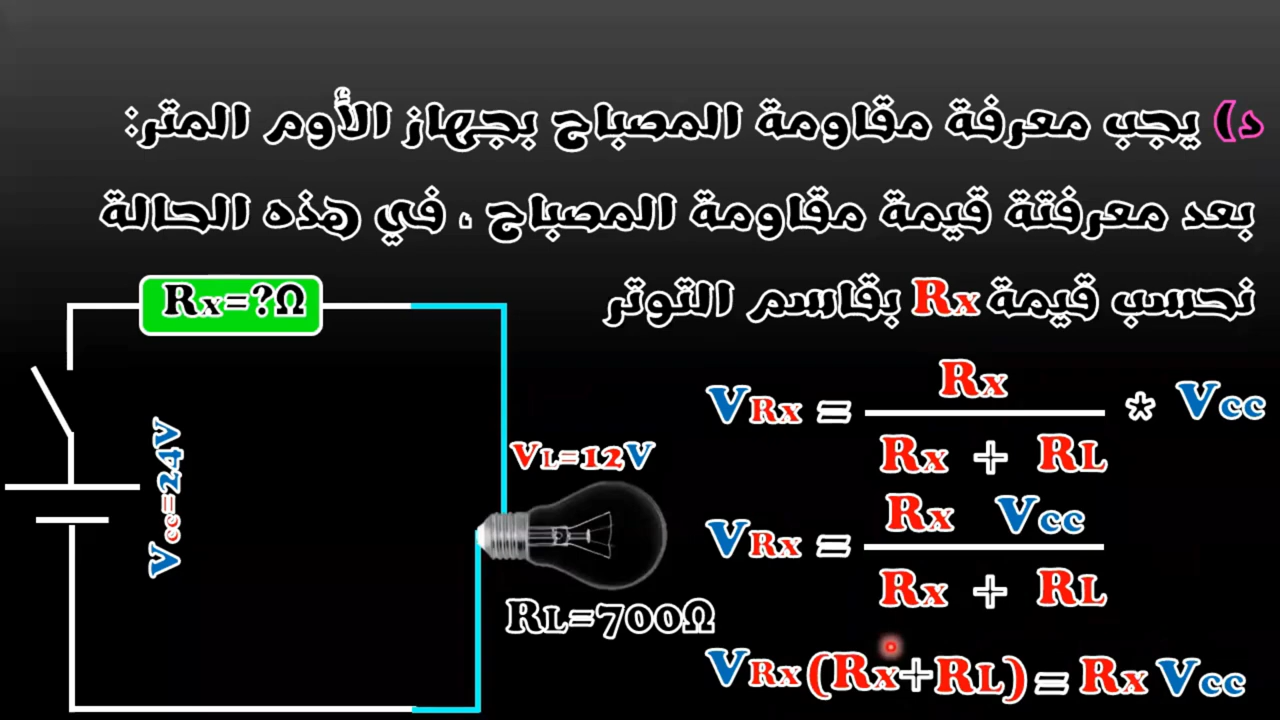 د) يجب معرفة مقاومة المصباح بجهاز الأوم المتر:
بعد معرفتة قيمة مقاومة المصباح ، في هذه الحالة
نحسب قيمة Rx بقاسم التوتر
Rx=?Ω
Vcc=24V
VL=12V
RL=700Ω
VRx = Rx / Rx + RL * Vcc
VRx = Rx Vcc / Rx + RL
VRx (Rx+RL) = Rx Vcc